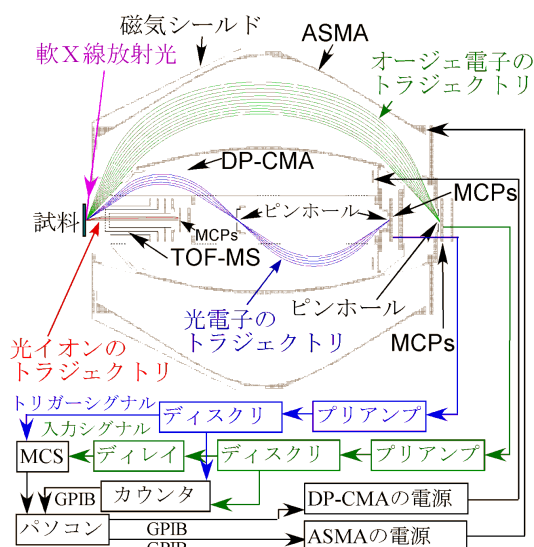 磁気シールド
ASMA
軟X線放射光
オージェ電子の
トラジェクトリ
DP-CMA
MCPs
試料
ピンホール
MCPs
TOF-MS
ピンホール
光電子の
トラジェクトリ
MCPs
光イオンの
トラジェクトリ
トリガーシグナル
ディスクリ
プリアンプ
入力シグナル
MCS
ディレイ
ディスクリ
プリアンプ
GPIB
カウンタ
DP-CMAの電源
パソコン
GPIB
ASMAの電源
GPIB